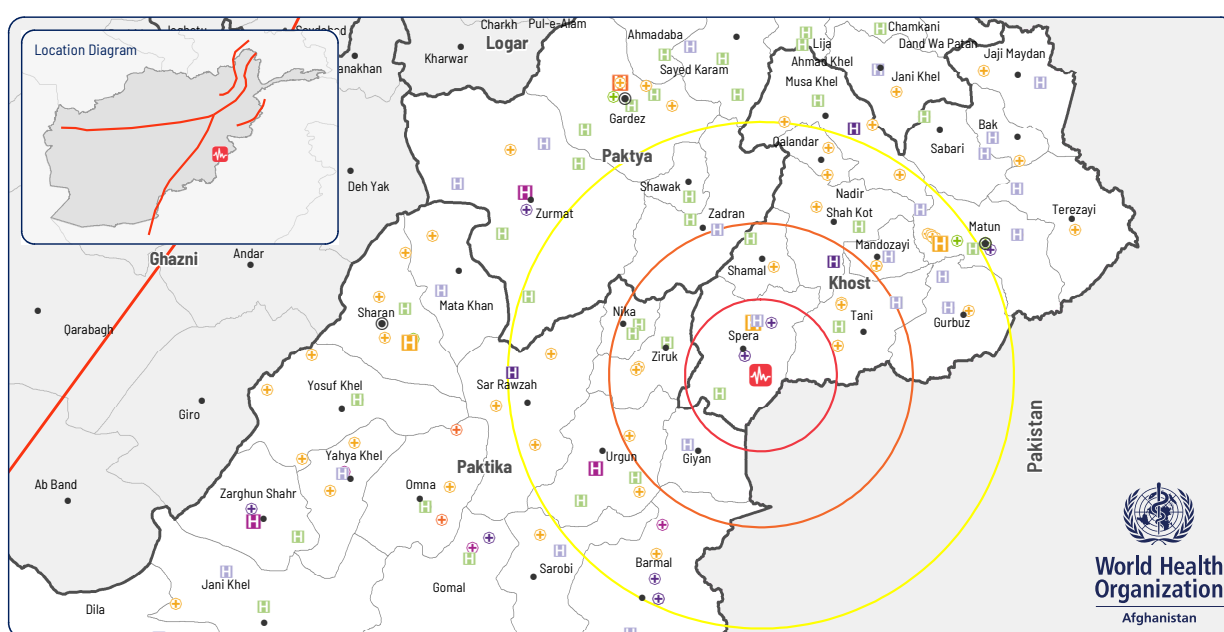 Location Diagram
Charkh
Pul-e-Alam
Logar
Kharwar
Ahmadaba
Sayed Karam
Chamkani
Lija
Ahmad Khel
Dand Wa Patan
Jaji Maydan
Musa Khel
Jani Khel
Gardez
Bak
Sabari
Qalandar
Paktya
Deh Yak
Shawak
Nadir
Shah Kot
Zurmat
Zadran
Matun
Terezayi
Mandozayi
Ghazni
Andar
Shamal
Khost
Mata Khan
Sharan
Nika
Tani
Gurbuz
Qarabagh
Spera
Ziruk
Yosuf Khel
Sar Rawzah
Giro
Pakistan
Yahya Khel
Urgun
Giyan
Paktika
Ab Band
Zarghun Shahr
Omna
Barmal
Sarobi
Jani Khel
Gomal
Dila
World Health
Organization
Afghanistan